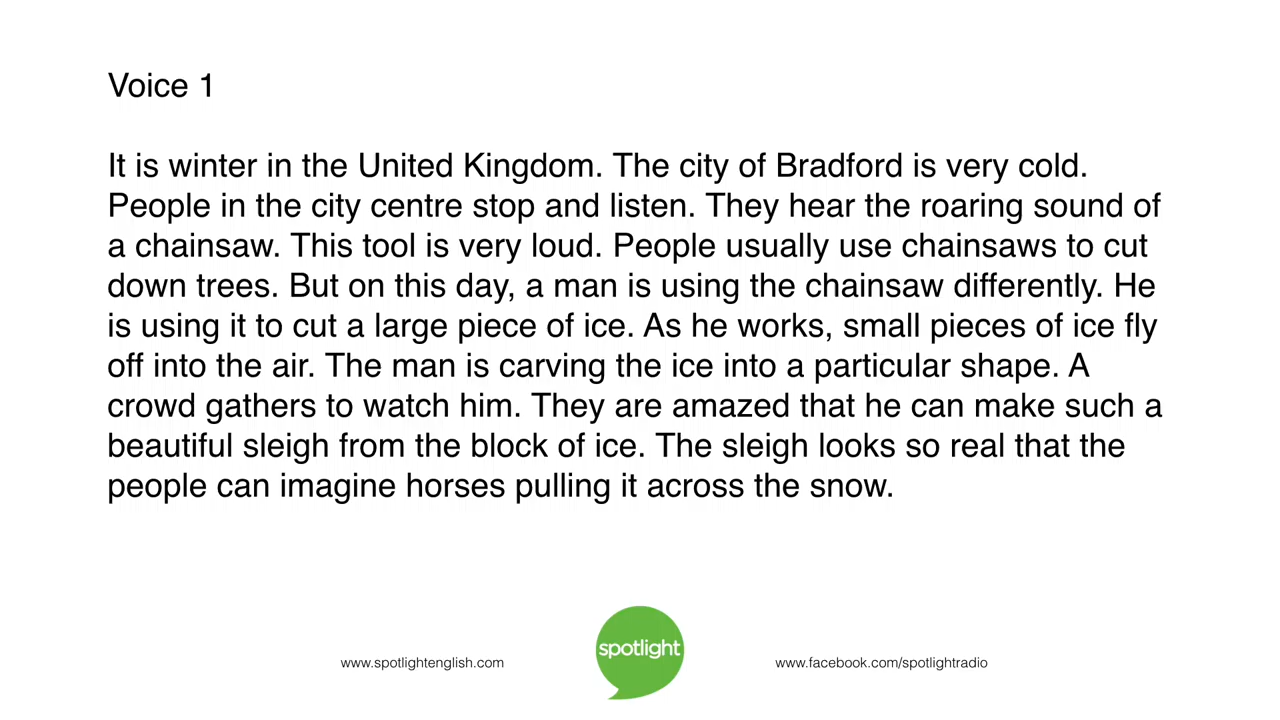 Voice 1
It is winter in the United Kingdom. The city of Bradford is very cold.
People in the city centre stop and listen. They hear the roaring sound of
a chainsaw. This tool is very loud. People usually use chainsaws to cut
down trees. But on this day, a man is using the chainsaw differently. He
is using it to cut a large piece of ice. As he works, small pieces of ice fly
off into the air. The man is carving the ice into a particular shape. A
crowd gathers to watch him. They are amazed that he can make such a
beautiful sleigh from the block of ice. The sleigh looks so real that the
people can imagine horses pulling it across the snow.
spotlight
www.spotlightenglish.com
www.facebook.com/spotlightradio